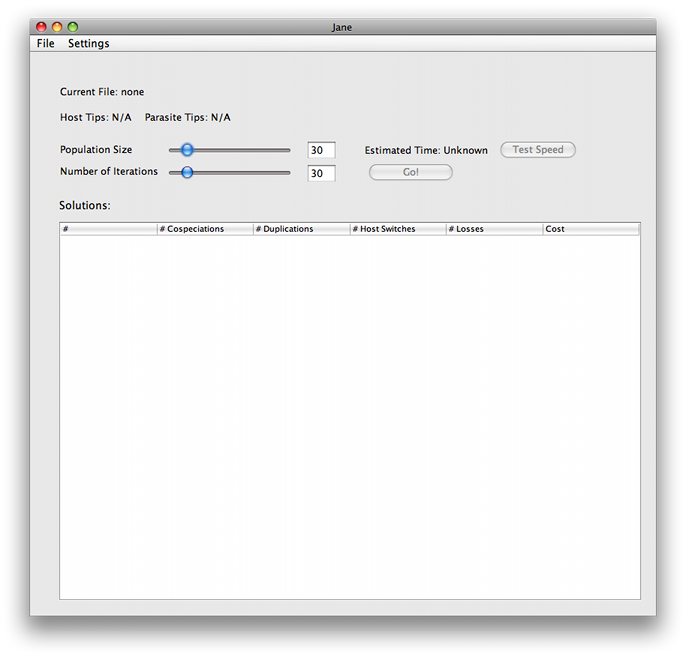 Jane
File Settings
Current File: none
Host Tips: N/A Parasite Tips: N/A
Population Size 30 Estimated Time: Unknown Test Speed
Number of Iterations 30 Go!
Solutions:
# # Cospeciations # Duplications # Host Switches # Losses Cost